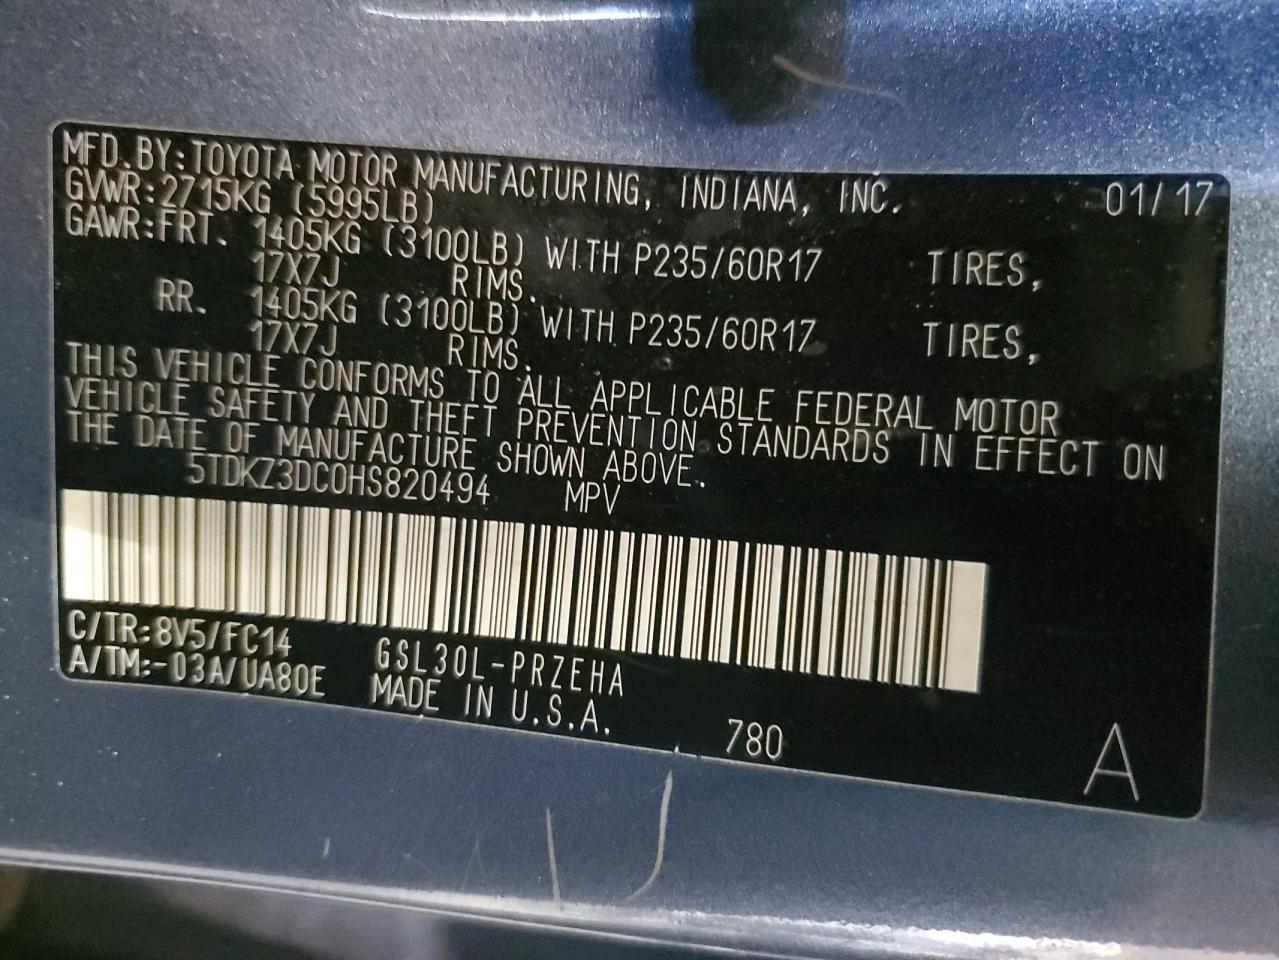 MFD.BY:TOYOTA MOTOR MANUFACTURING, INDIANA, INC. 01/17
GVWR:2715KG (5995LB)
GAWR:FRT. 1405KG (3100LB) WITH P235/60R17 TIRES,
17X7J RIMS.
RR. 1405KG (3100LB) WITH P235/60R17 TIRES,
17X7J RIMS.
THIS VEHICLE CONFORMS TO ALL APPLICABLE FEDERAL MOTOR
VEHICLE SAFETY AND THEFT PREVENTION STANDARDS IN EFFECT ON
THE DATE OF MANUFACTURE SHOWN ABOVE.
5TDKZ3DC0HS820494 MPV
C/TR:8V5/FC14 GSL30L-PRZEHA
A/TM:-03A/UA80E MADE IN U.S.A.
780
A